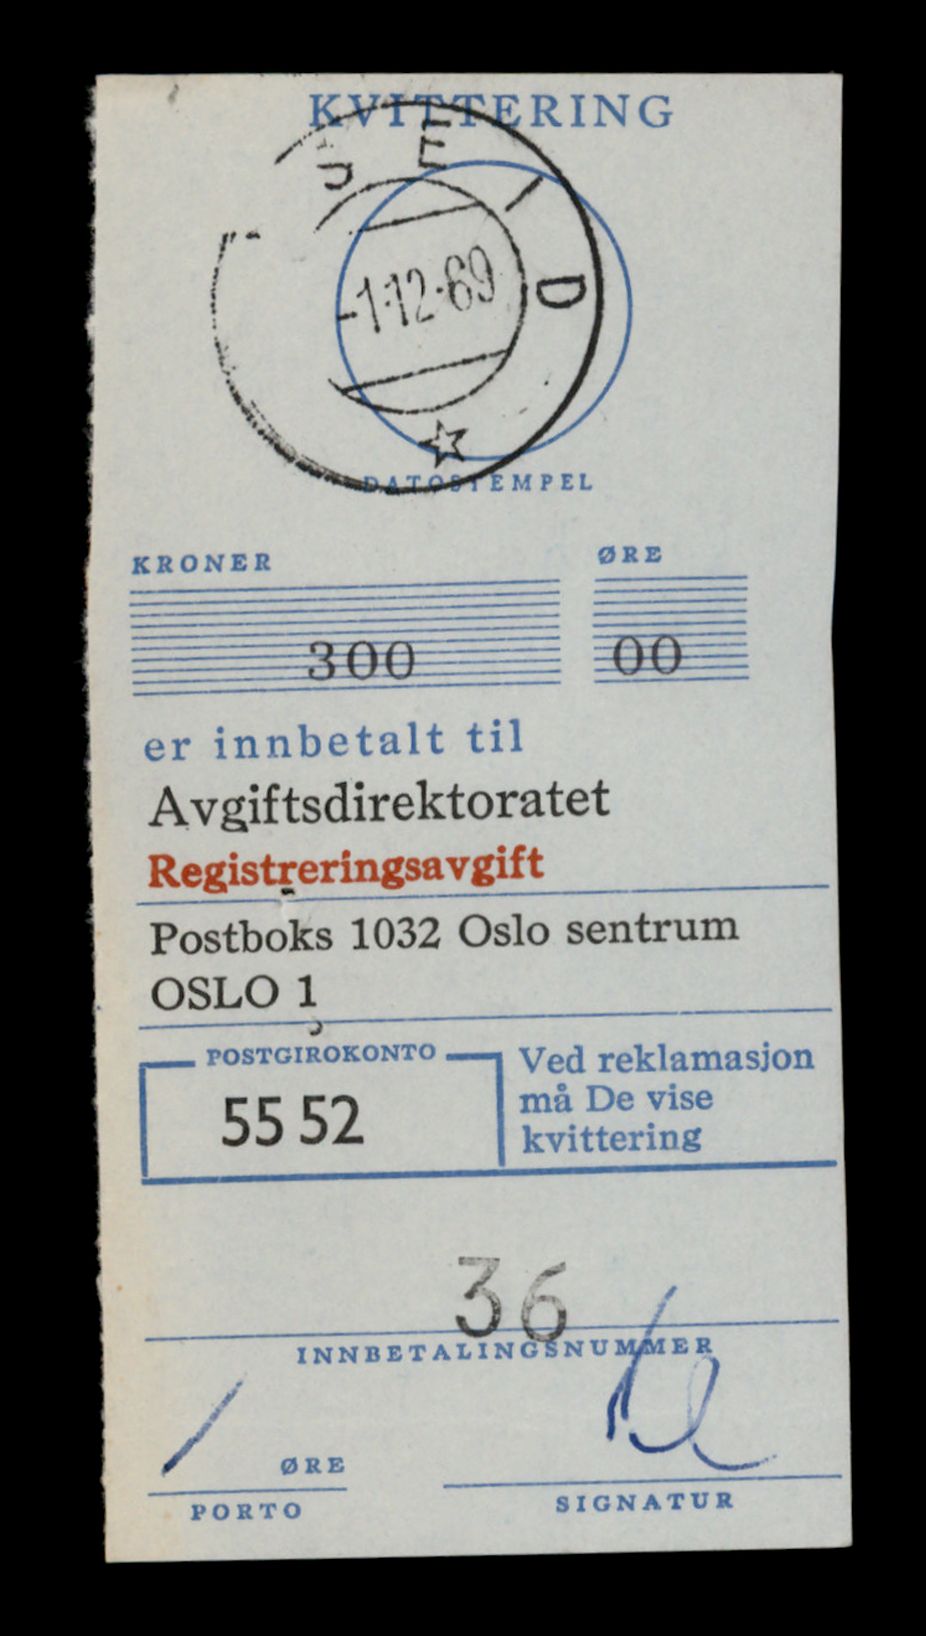 KVITTERING
JEID
-1.12.69
DATOSTEMPEL
KRONER ØRE
300 00
er innbetalt til
Avgiftsdirektoratet
Registreringsavgift
Postboks 1032 Oslo sentrum
OSLO 1
POSTGIROKONTO
55 52
Ved reklamasjon
må De vise
kvittering
36
INNBETALINGSNUMMER
ØRE
PORTO
SIGNATUR